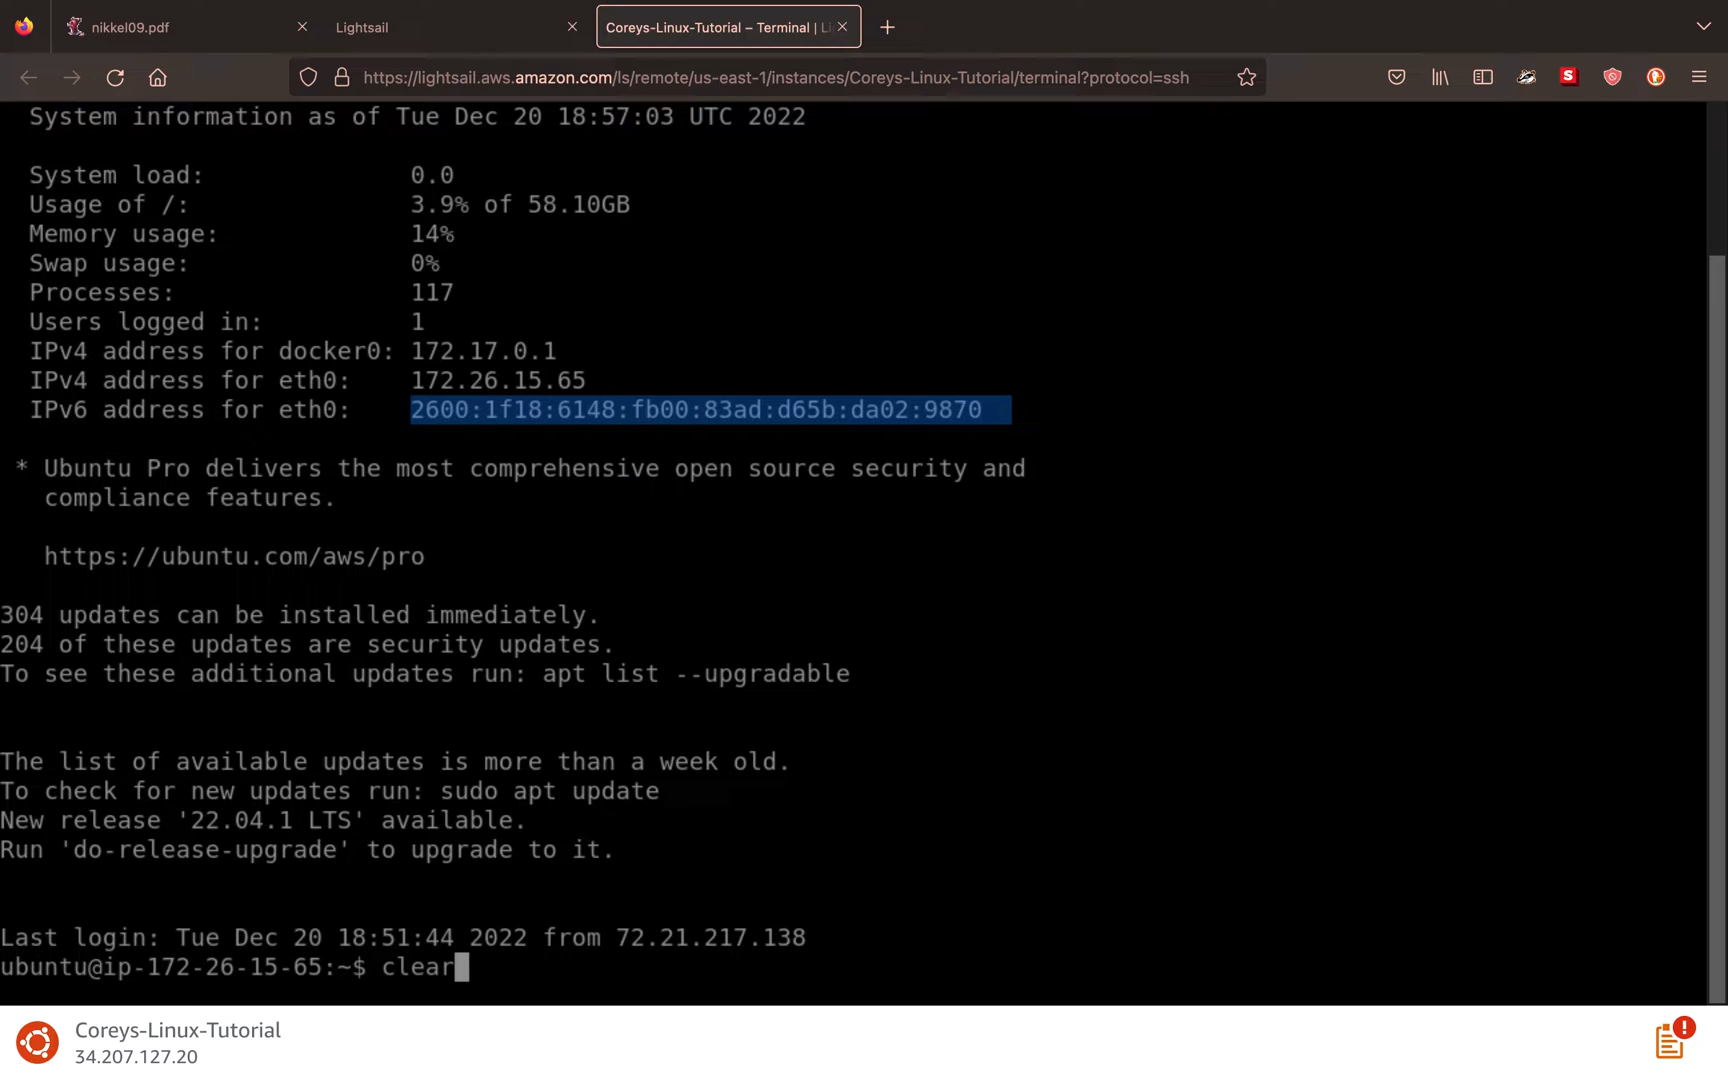 nikkel09.pdf
Lightsail
Coreys-Linux-Tutorial – Terminal | Li
https://lightsail.aws.amazon.com/ls/remote/us-east-1/instances/Coreys-Linux-Tutorial/terminal?protocol=ssh
S
System information as of Tue Dec 20 18:57:03 UTC 2022
System load: 0.0
Usage of /: 3.9% of 58.10GB
Memory usage: 14%
Swap usage: 0%
Processes: 117
Users logged in: 1
IPv4 address for docker0: 172.17.0.1
IPv4 address for eth0: 172.26.15.65
IPv6 address for eth0: 2600:1f18:6148:fb00:83ad:d65b:da02:9870
* Ubuntu Pro delivers the most comprehensive open source security and
compliance features.
https://ubuntu.com/aws/pro
304 updates can be installed immediately.
204 of these updates are security updates.
To see these additional updates run: apt list --upgradable
The list of available updates is more than a week old.
To check for new updates run: sudo apt update
New release '22.04.1 LTS' available.
Run 'do-release-upgrade' to upgrade to it.
Last login: Tue Dec 20 18:51:44 2022 from 72.21.217.138
ubuntu@ip-172-26-15-65:~$ clear
Coreys-Linux-Tutorial
34.207.127.20